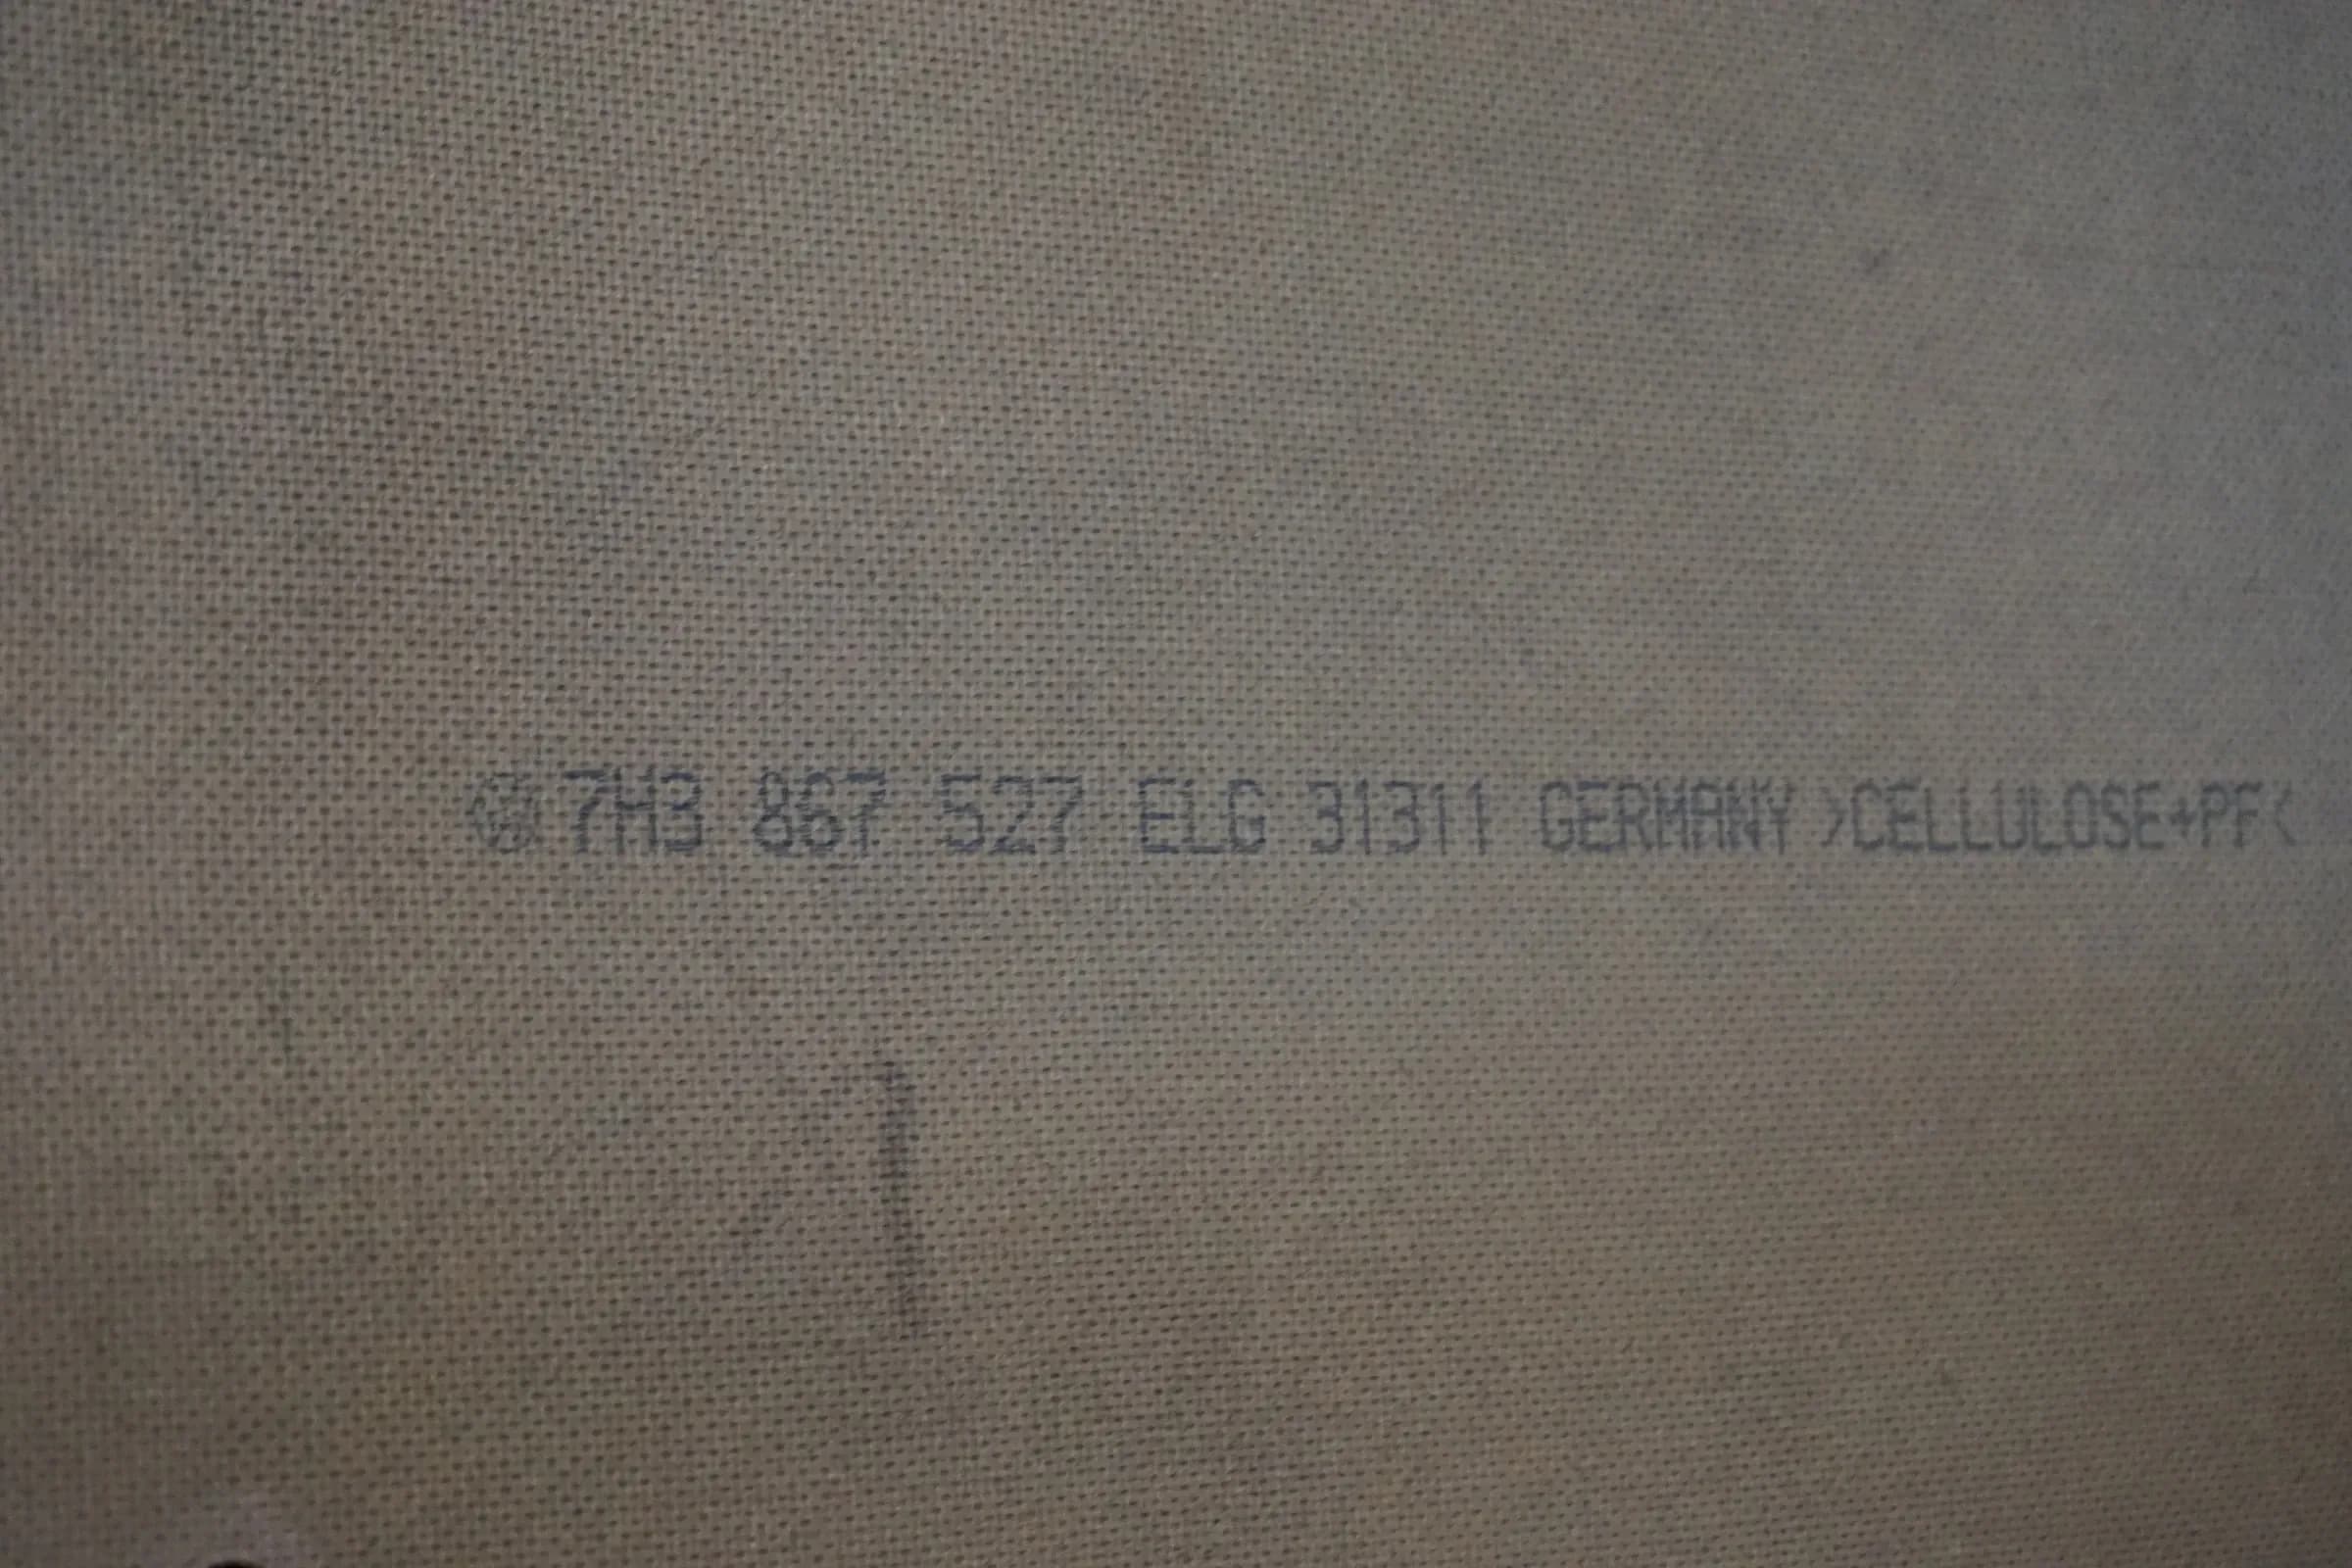 7H3 867 527 ELG 31311 GERMANY >CELLULOSE+PF<